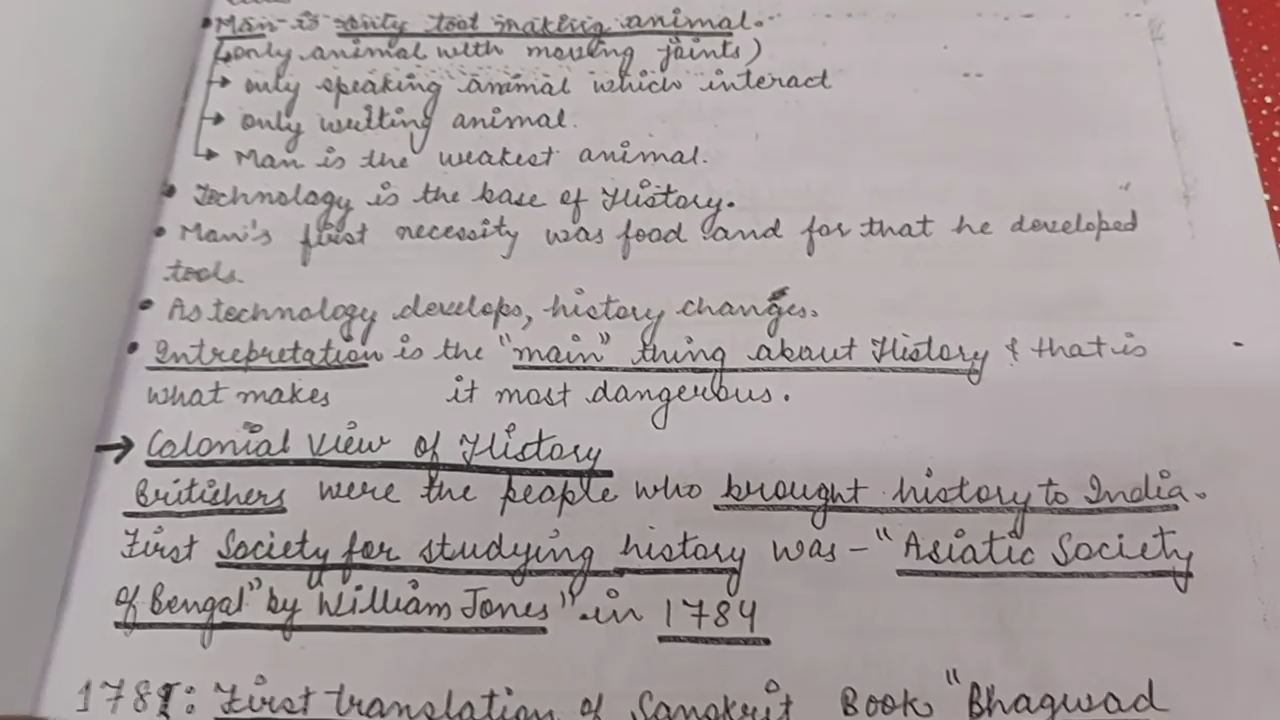 • Man is only tool making animal.
(only animal with moving joints)
→ only speaking animal which interact
→ only writing animal.
→ Man is the weakest animal.
• Technology is the base of History.
• Man's first necessity was food and for that he developed
tools.
• As technology develops, history changes.
• Intrepretation is the "main" thing about History & that is
what makes it most dangerous.
→ Colonial View of History
Britishers were the people who brought history to India.
First Society for studying history was - "Asiatic Society
of Bengal" by William Jones" in 1784
First translation of Sanskrit Book "Bhagwad